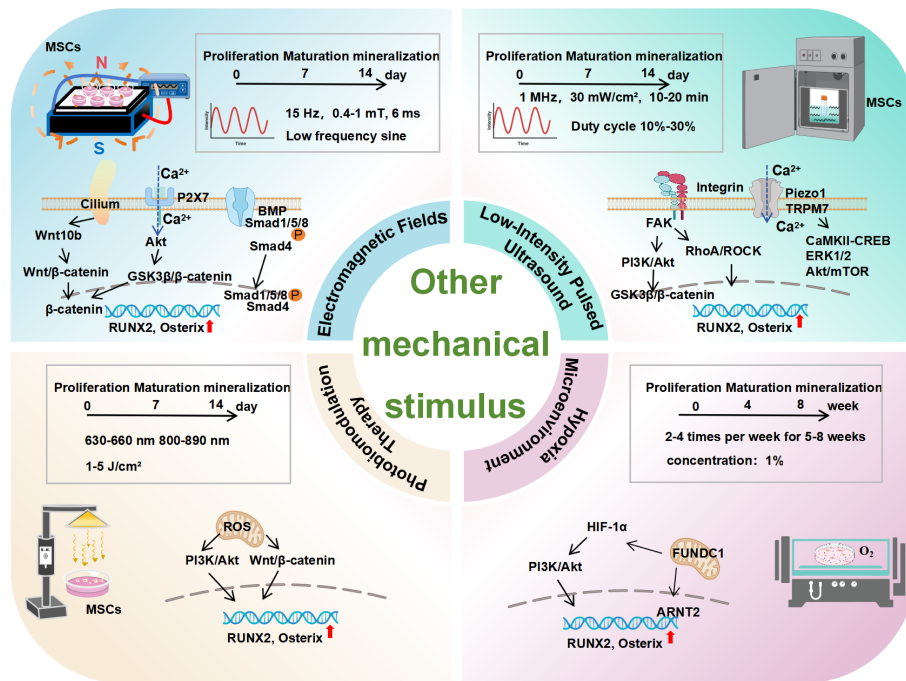 MSCs
N
S
Proliferation Maturation mineralization
0 7 14 day
Intensity
Time
15 Hz, 0.4-1 mT, 6 ms
Low frequency sine
Ca²⁺
P2X7
Cilium
Ca²⁺
BMP
Smad1/5/8
P
Wnt10b
Akt
Smad4
Wnt/β-catenin
GSK3β/β-catenin
β-catenin
Smad1/5/8
P
Smad4
RUNX2, Osterix
Electromagnetic Fields
Proliferation Maturation mineralization
0 7 14 day
1 MHz, 30 mW/cm², 10-20 min
Intensity
Time
Duty cycle 10%-30%
MSCs
Ca²⁺
Integrin
Piezo1
TRPM7
FAK
Ca²⁺
RhoA/ROCK
CaMKII-CREB
ERK1/2
Akt/mTOR
PI3K/Akt
GSK3β/β-catenin
RUNX2, Osterix
Low-Intensity Pulsed
Ultrasound
Other
mechanical
stimulus
Proliferation Maturation mineralization
0 7 14 day
630-660 nm 800-890 nm
1-5 J/cm²
Photobiomodulation
Therapy
ROS
PI3K/Akt
Wnt/β-catenin
MSCs
RUNX2, Osterix
Hypoxia
Microenvironment
Proliferation Maturation mineralization
0 4 8 week
2-4 times per week for 5-8 weeks
concentration: 1%
HIF-1α
FUNDC1
PI3K/Akt
ARNT2
RUNX2, Osterix
O₂